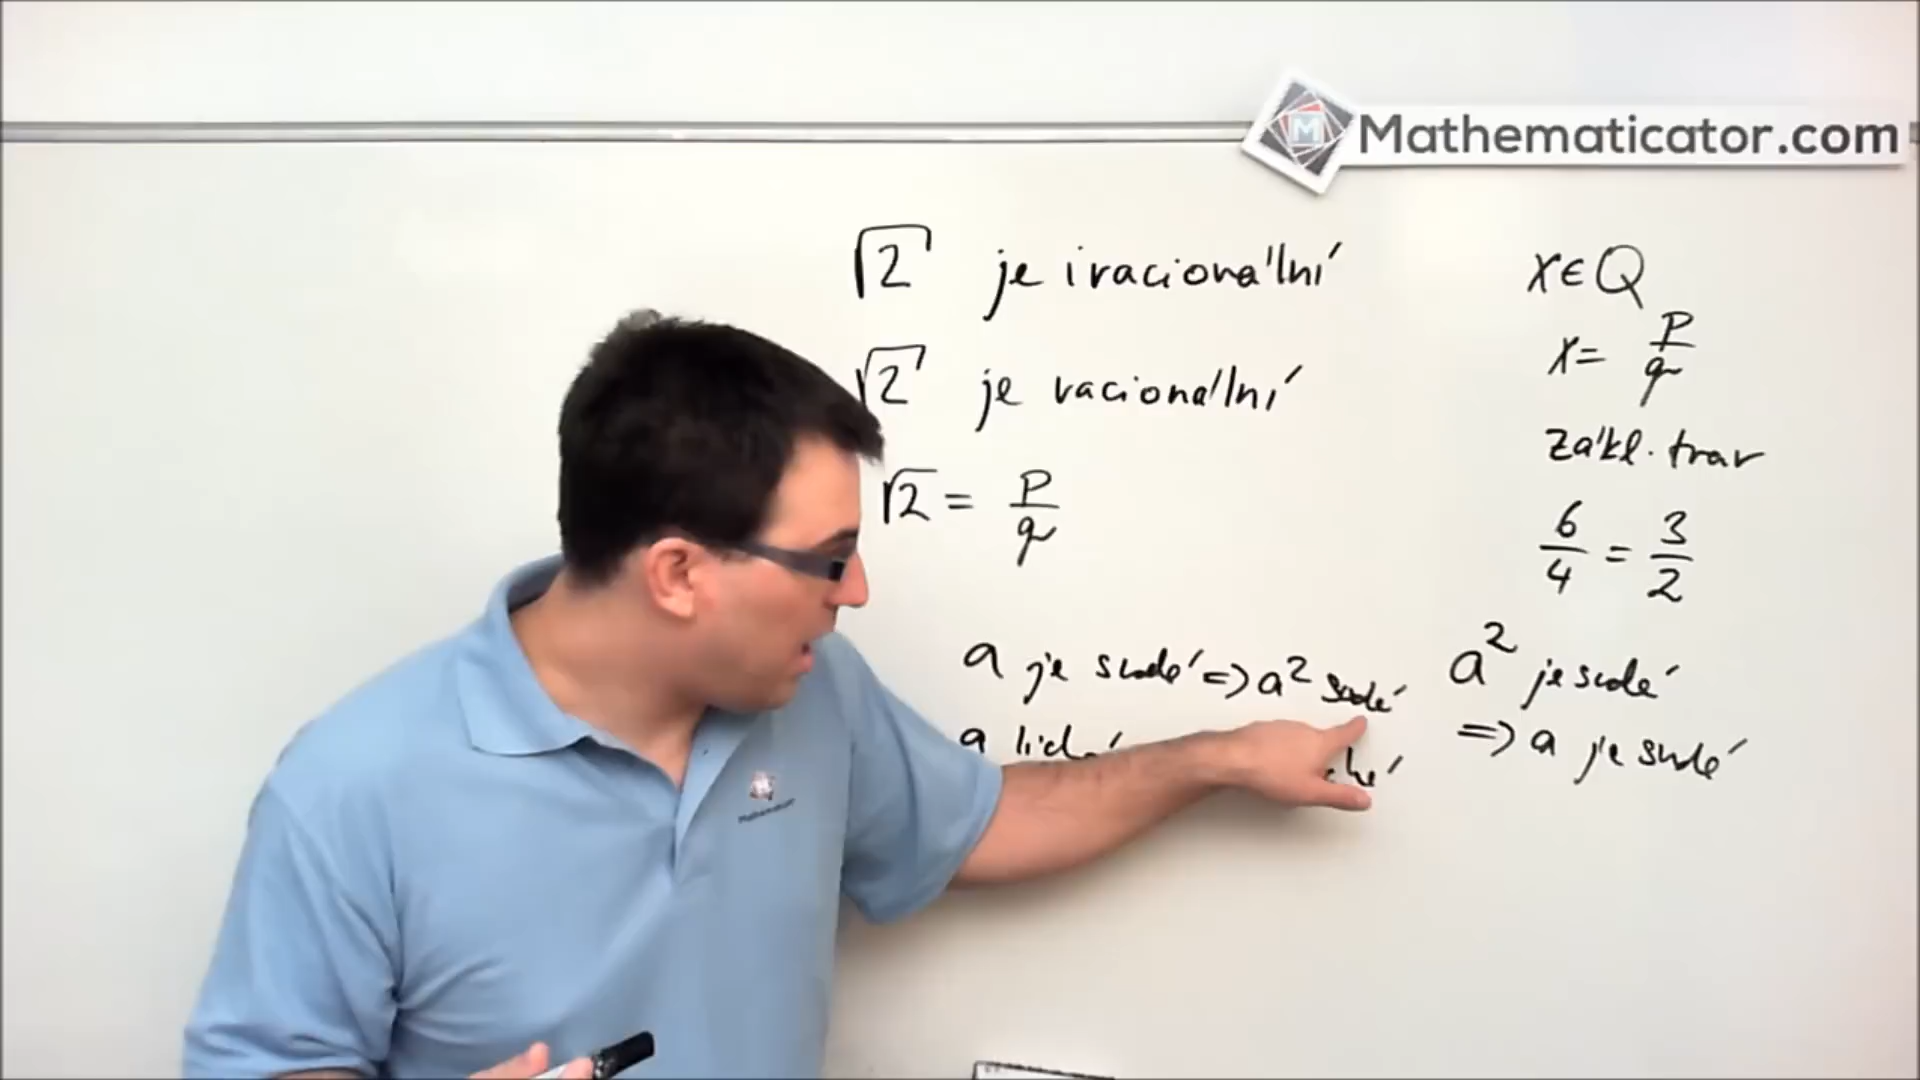 Mathematicator.com
√2 je iracionální
√2 je racionální
√2 = p/q
a je sudé => a² sudé
a
x∈Q
x = p/q
zákl. tvar
6/4 = 3/2
a² je sudé
=> a je sudé